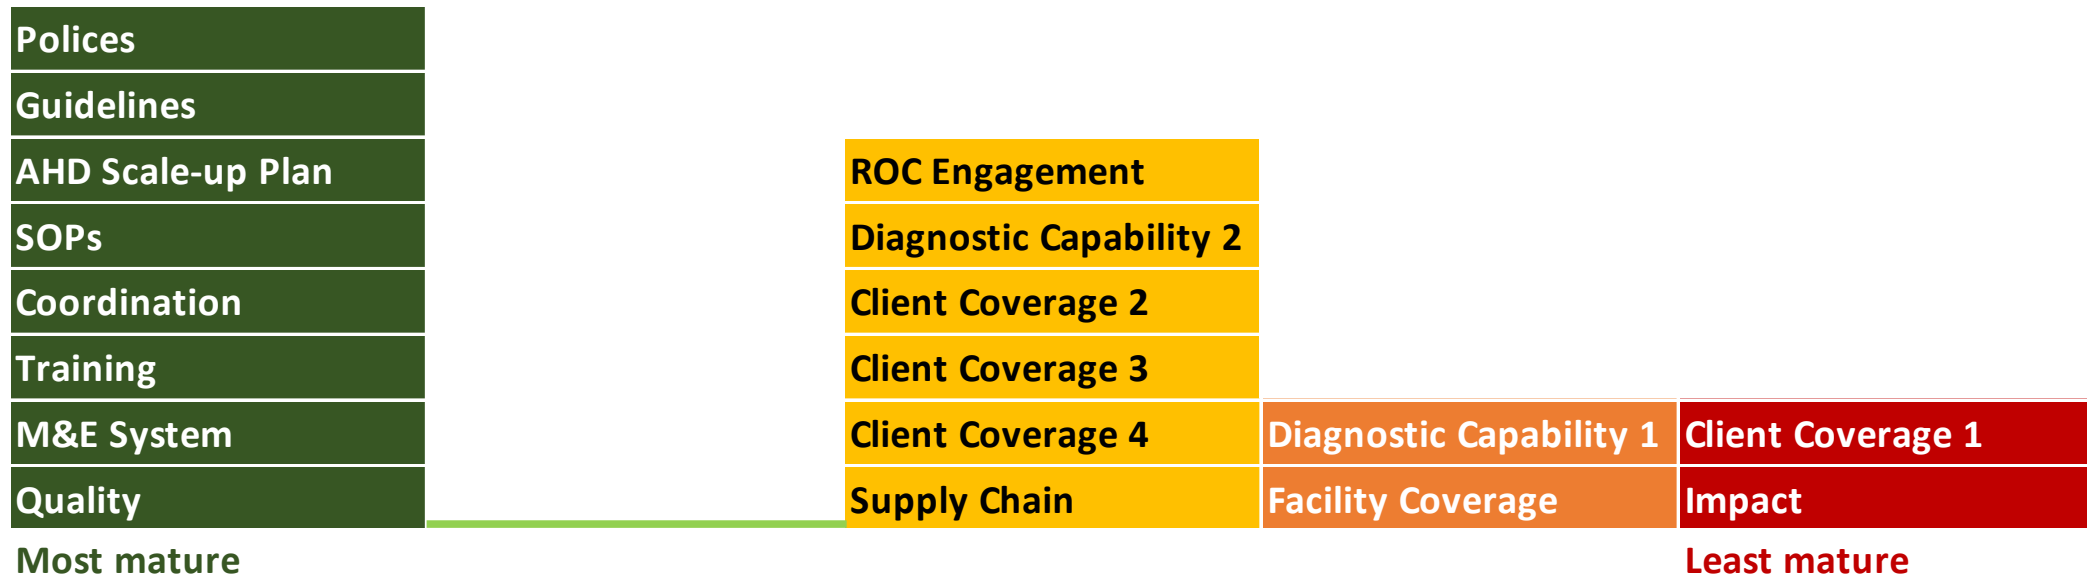 Polices
Guidelines
AHD Scale-up Plan
ROC Engagement
SOPs
Diagnostic Capability 2
Coordination
Client Coverage 2
Training
Client Coverage 3
M&E System
Client Coverage 4
Diagnostic Capability 1
Client Coverage 1
Quality
Supply Chain
Facility Coverage
Impact
Most mature
Least mature